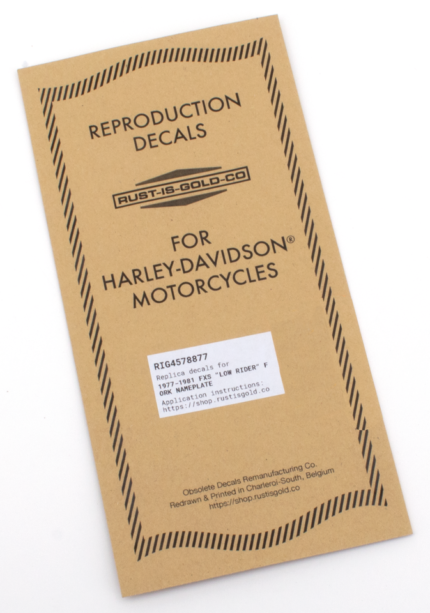 REPRODUCTION
DECALS
RUST-IS-GOLD-CO
FOR
HARLEY-DAVIDSON®
MOTORCYCLES
RIG4578877
Replica decals for
1977-1981 FXS "LOW RIDER" F
ORK NAMEPLATE
Application instructions:
https://shop.rustisgold.co
Obsolete Decals Remanufacturing Co.
Redrawn & Printed in Charleroi-South, Belgium
https://shop.rustisgold.co